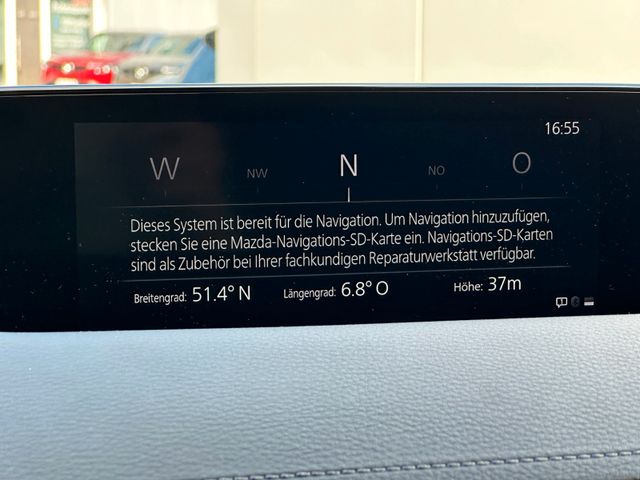 16:55
W NW N NO O
Dieses System ist bereit für die Navigation. Um Navigation hinzuzufügen,
stecken Sie eine Mazda-Navigations-SD-Karte ein. Navigations-SD-Karten
sind als Zubehör bei Ihrer fachkundigen Reparaturwerkstatt verfügbar.
Breitengrad: 51.4° N Längengrad: 6.8° O Höhe: 37m